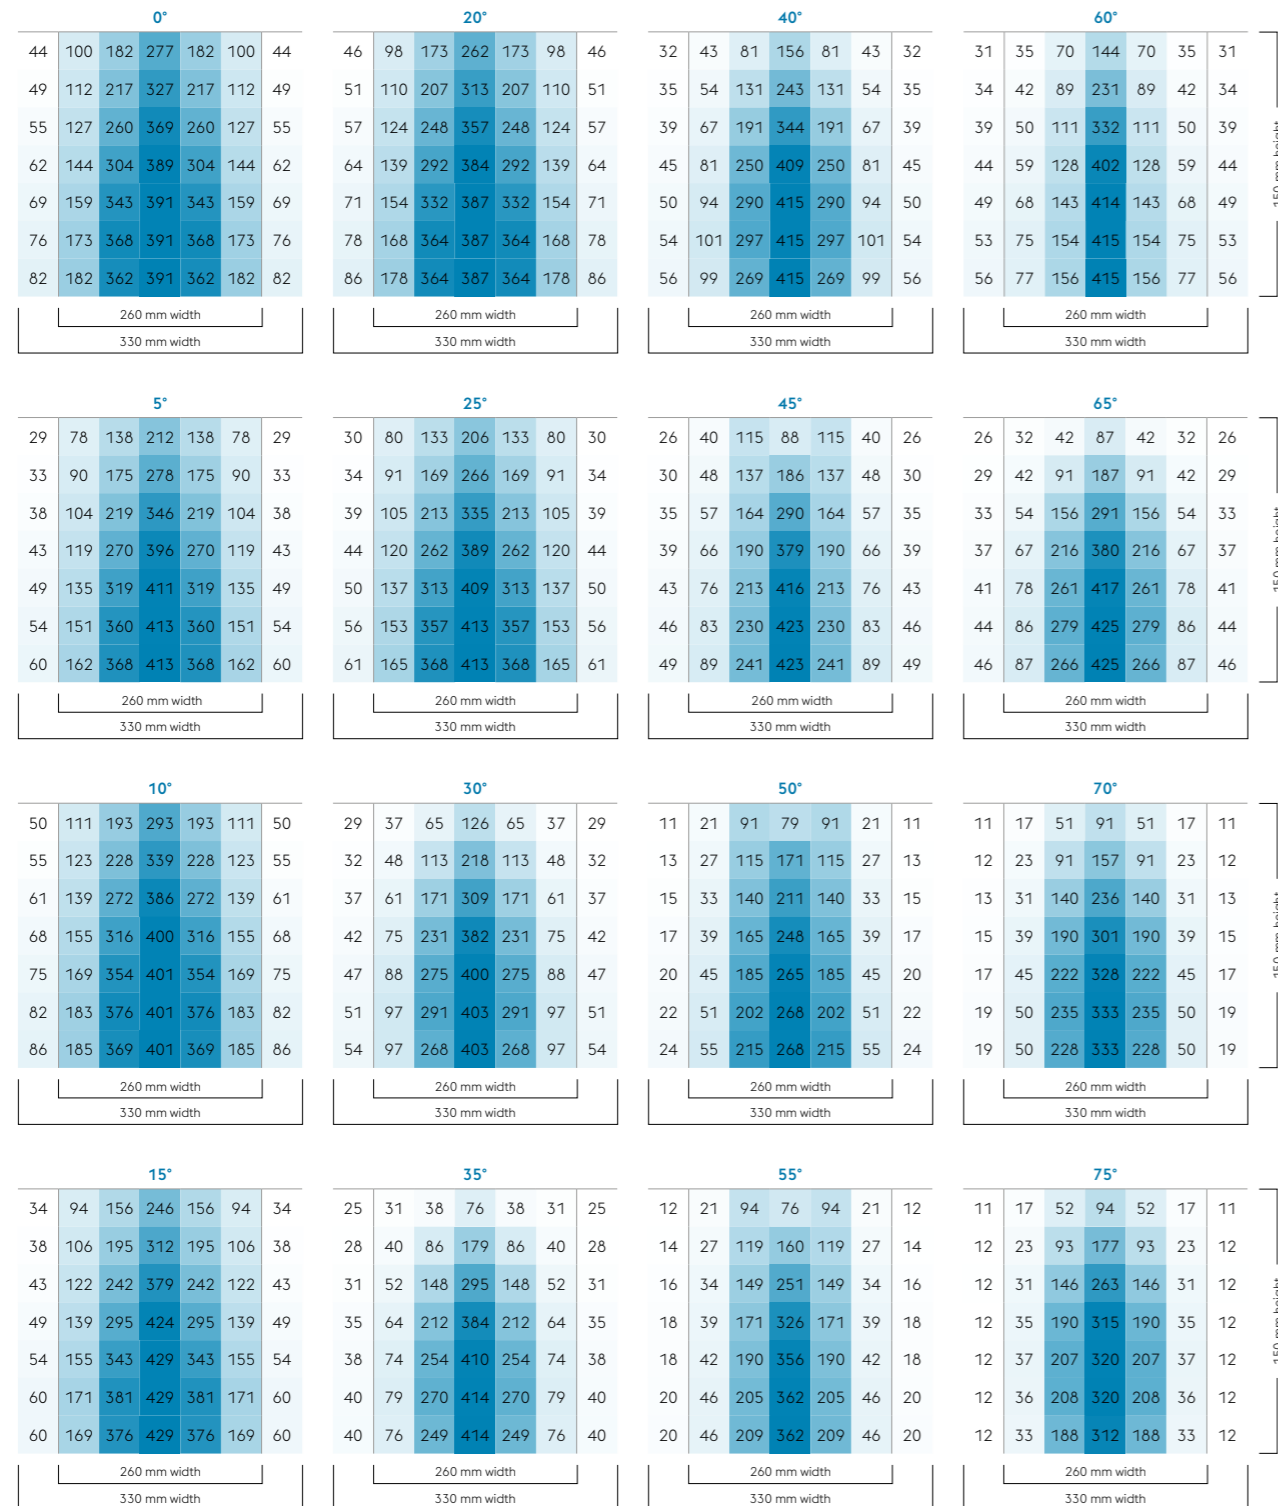 0° 20° 40° 60°
44 100 182 277 182 100 44 46 98 173 262 173 98 46 32 43 81 156 81 43 32 31 35 70 144 70 35 31
49 112 217 327 217 112 49 51 110 207 313 207 110 51 35 54 131 243 131 54 35 34 42 89 231 89 42 34
55 127 260 369 260 127 55 57 124 248 357 248 124 57 39 67 191 344 191 67 39 39 50 111 332 111 50 39
62 144 304 389 304 144 62 64 139 292 384 292 139 64 45 81 250 409 250 81 45 44 59 128 402 128 59 44
69 159 343 391 343 159 69 71 154 332 387 332 154 71 50 94 290 415 290 94 50 49 68 143 414 143 68 49
76 173 368 391 368 173 76 78 168 364 387 364 168 78 54 101 297 415 297 101 54 53 75 154 415 154 75 53
82 182 362 391 362 182 82 86 178 364 387 364 178 86 56 99 269 415 269 99 56 56 77 156 415 156 77 56
150 mm height
260 mm width 260 mm width 260 mm width 260 mm width
330 mm width 330 mm width 330 mm width 330 mm width
5° 25° 45° 65°
29 78 138 212 138 78 29 30 80 133 206 133 80 30 26 40 115 88 115 40 26 26 32 42 87 42 32 26
33 90 175 278 175 90 33 34 91 169 266 169 91 34 30 48 137 186 137 48 30 29 42 91 187 91 42 29
38 104 219 346 219 104 38 39 105 213 335 213 105 39 35 57 164 290 164 57 35 33 54 156 291 156 54 33
43 119 270 396 270 119 43 44 120 262 389 262 120 44 39 66 190 379 190 66 39 37 67 216 380 216 67 37
49 135 319 411 319 135 49 50 137 313 409 313 137 50 43 76 213 416 213 76 43 41 78 261 417 261 78 41
54 151 360 413 360 151 54 56 153 357 413 357 153 56 46 83 230 423 230 83 46 44 86 279 425 279 86 44
60 162 368 413 368 162 60 61 165 368 413 368 165 61 49 89 241 423 241 89 49 46 87 266 425 266 87 46
150 mm height
260 mm width 260 mm width 260 mm width 260 mm width
330 mm width 330 mm width 330 mm width 330 mm width
10° 30° 50° 70°
50 111 193 293 193 111 50 29 37 65 126 65 37 29 11 21 91 79 91 21 11 11 17 51 91 51 17 11
55 123 228 339 228 123 55 32 48 113 218 113 48 32 13 27 115 171 115 27 13 12 23 91 157 91 23 12
61 139 272 386 272 139 61 37 61 171 309 171 61 37 15 33 140 211 140 33 15 13 31 140 236 140 31 13
68 155 316 400 316 155 68 42 75 231 382 231 75 42 17 39 165 248 165 39 17 15 39 190 301 190 39 15
75 169 354 401 354 169 75 47 88 275 400 275 88 47 20 45 185 265 185 45 20 17 45 222 328 222 45 17
82 183 376 401 376 183 82 51 97 291 403 291 97 51 22 51 202 268 202 51 22 19 50 235 333 235 50 19
86 185 369 401 369 185 86 54 97 268 403 268 97 54 24 55 215 268 215 55 24 19 50 228 333 228 50 19
150 mm height
260 mm width 260 mm width 260 mm width 260 mm width
330 mm width 330 mm width 330 mm width 330 mm width
15° 35° 55° 75°
34 94 156 246 156 94 34 25 31 38 76 38 31 25 12 21 94 76 94 21 12 11 17 52 94 52 17 11
38 106 195 312 195 106 38 28 40 86 179 86 40 28 14 27 119 160 119 27 14 12 23 93 177 93 23 12
43 122 242 379 242 122 43 31 52 148 295 148 52 31 16 34 149 251 149 34 16 12 31 146 263 146 31 12
49 139 295 424 295 139 49 35 64 212 384 212 64 35 18 39 171 326 171 39 18 12 35 190 315 190 35 12
54 155 343 429 343 155 54 38 74 254 410 254 74 38 18 42 190 356 190 42 18 12 37 207 320 207 37 12
60 171 381 429 381 171 60 40 79 270 414 270 79 40 20 46 205 362 205 46 20 12 36 208 320 208 36 12
60 169 376 429 376 169 60 40 76 249 414 249 76 40 20 46 209 362 209 46 20 12 33 188 312 188 33 12
150 mm height
260 mm width 260 mm width 260 mm width 260 mm width
330 mm width 330 mm width 330 mm width 330 mm width